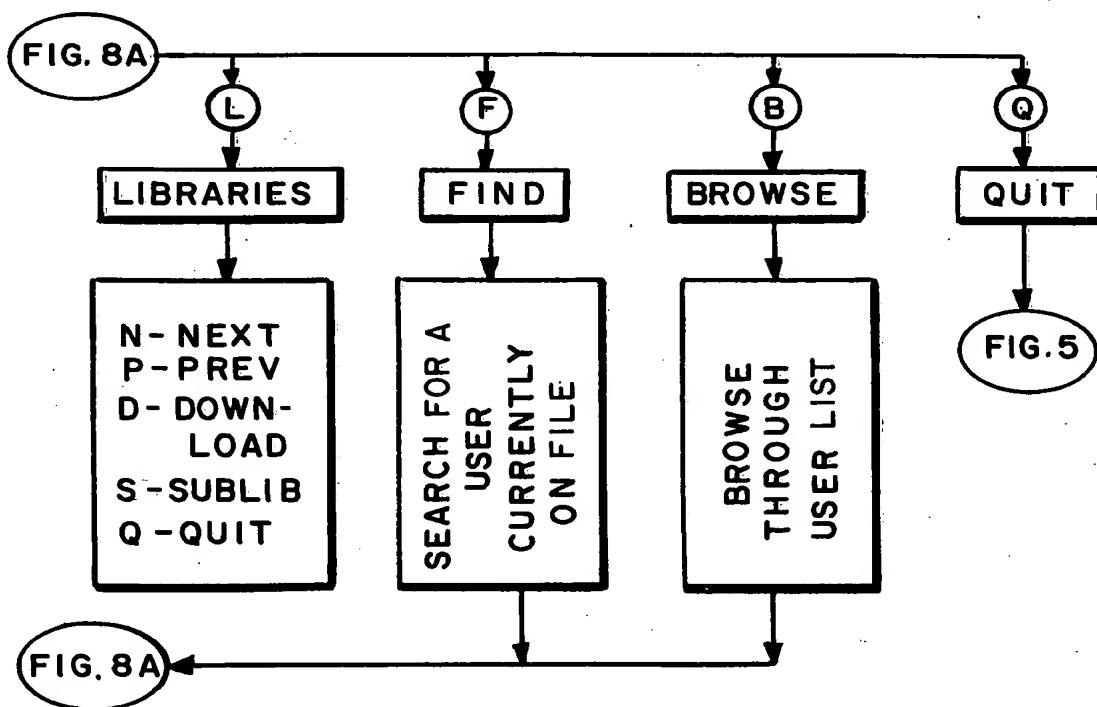 FIG. 8A
L
F
B
Q
LIBRARIES
FIND
BROWSE
QUIT
N - NEXT
P - PREV
D - DOWN-
LOAD
S - SUBLIB
Q - QUIT
SEARCH FOR A
USER
CURRENTLY
ON FILE
BROWSE
THROUGH
USER LIST
FIG. 5
FIG. 8A